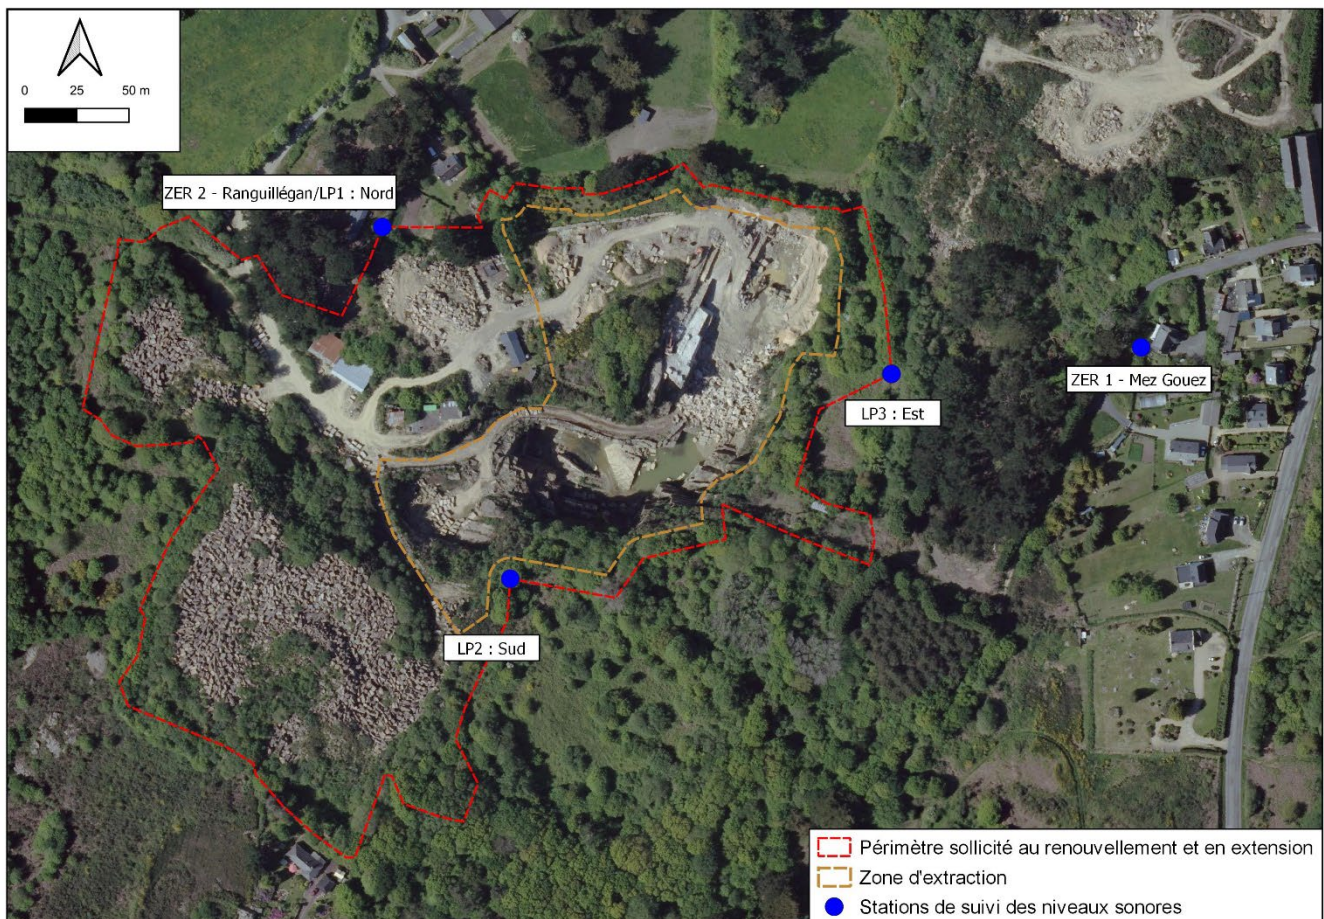 0 25 50 m
ZER 2 - Ranguillégan/LP1 : Nord
ZER 1 - Mez Gouez
LP3 : Est
LP2 : Sud
Périmètre sollicité au renouvellement et en extension
Zone d'extraction
Stations de suivi des niveaux sonores